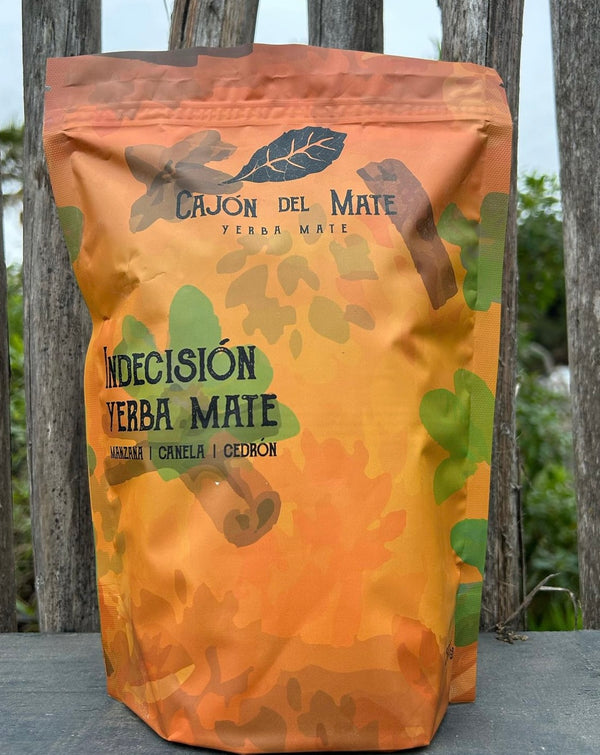 Cajón del Mate
YERBA MATE
Indecisión
Yerba Mate
MANZANA | CANELA | CEDRÓN